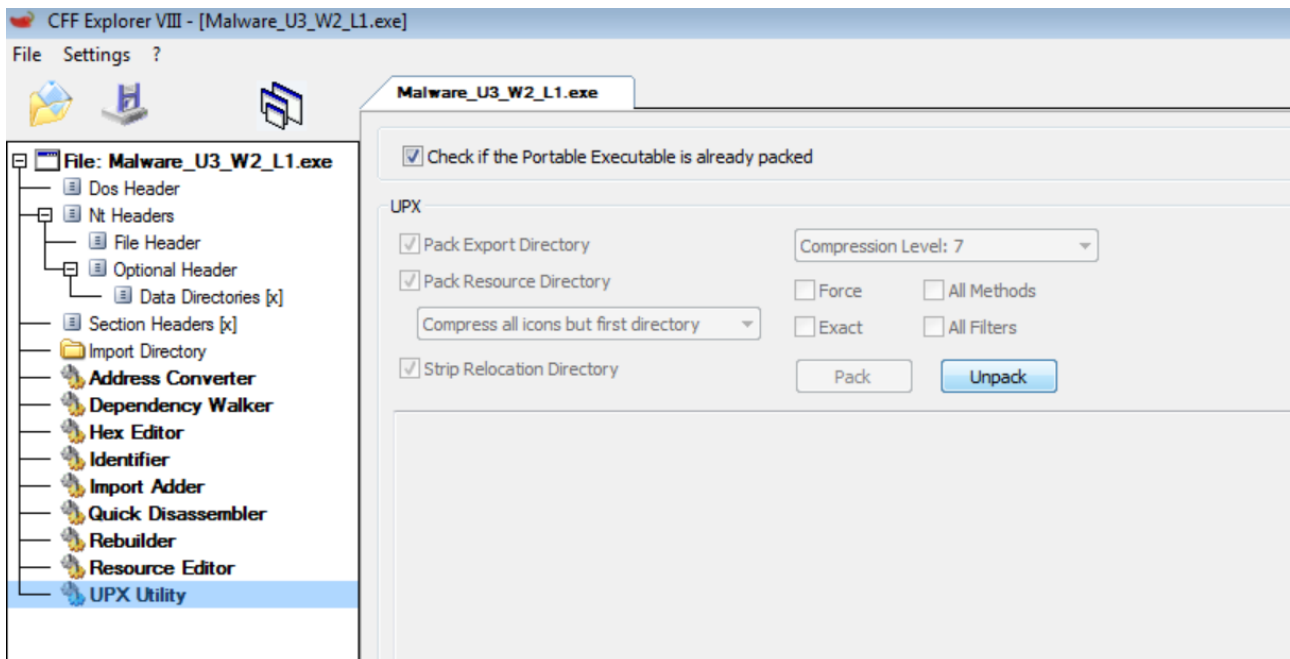 CFF Explorer VIII - [Malware_U3_W2_L1.exe]
File Settings ?
Malware_U3_W2_L1.exe
File: Malware_U3_W2_L1.exe
Dos Header
Nt Headers
File Header
Optional Header
Data Directories [x]
Section Headers [x]
Import Directory
Address Converter
Dependency Walker
Hex Editor
Identifier
Import Adder
Quick Disassembler
Rebuilder
Resource Editor
UPX Utility
Check if the Portable Executable is already packed
UPX
Pack Export Directory
Compression Level: 7
Pack Resource Directory
Force
All Methods
Compress all icons but first directory
Exact
All Filters
Strip Relocation Directory
Pack
Unpack